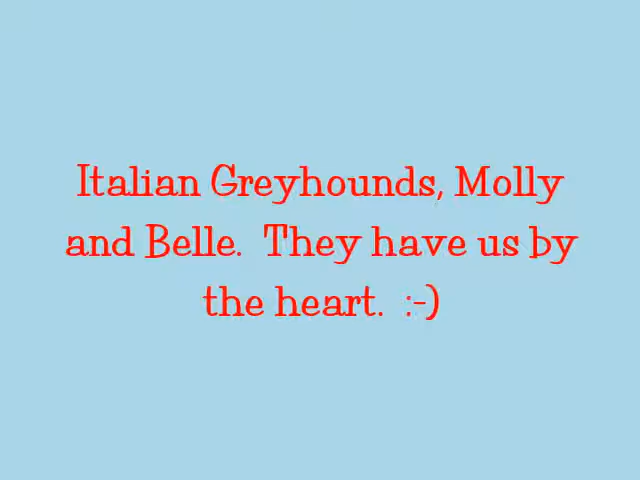 Italian Greyhounds, Molly
and Belle.  They have us by
the heart.  :-)